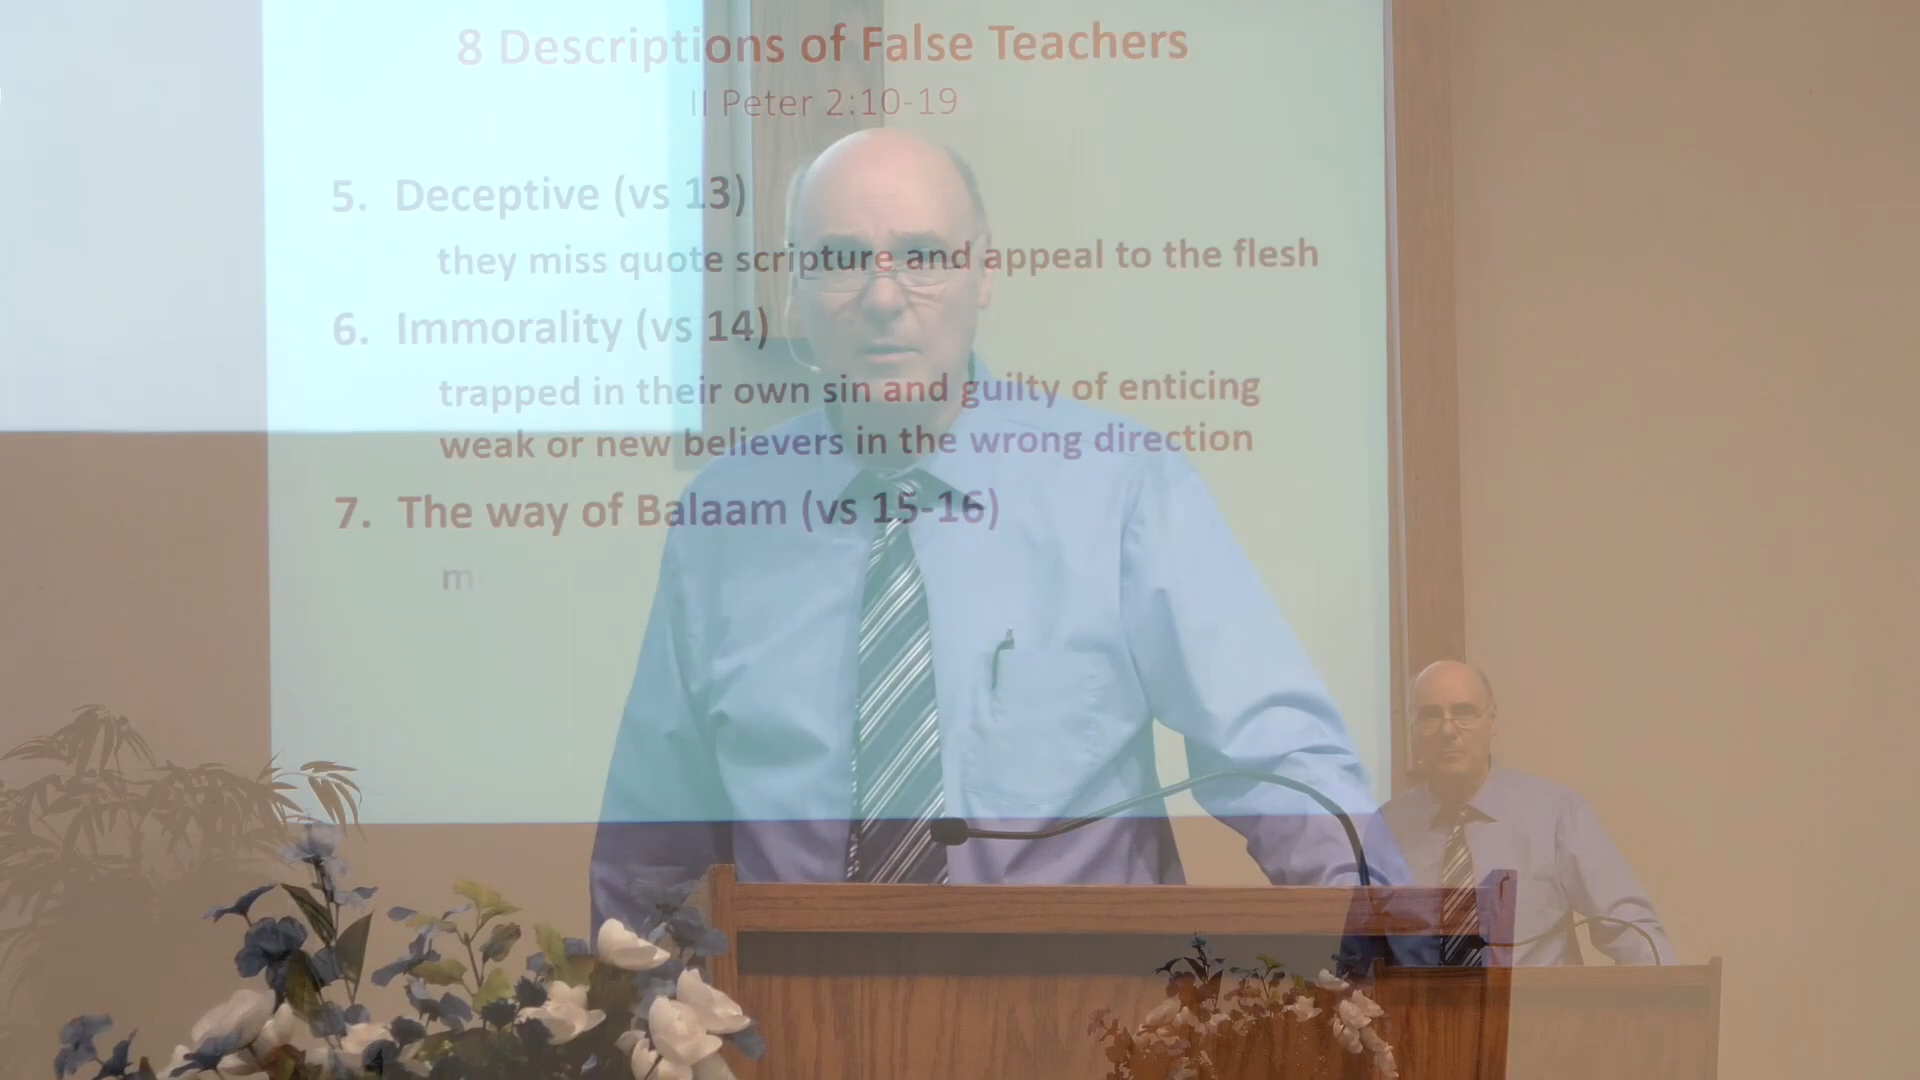 8 Descriptions of False Teachers
II Peter 2:10-19
5. Deceptive (vs 13)
they miss quote scripture and appeal to the flesh
6. Immorality (vs 14)
trapped in their own sin and guilty of enticing
weak or new believers in the wrong direction
7. The way of Balaam (vs 15-16)